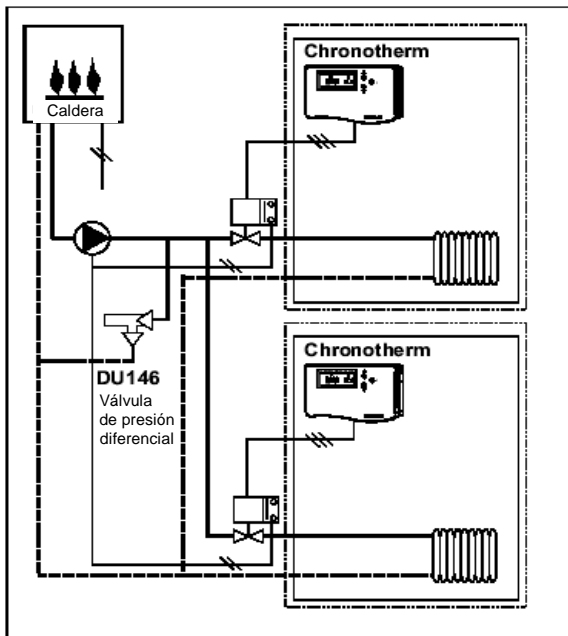 Chronotherm
Caldera
Chronotherm
DU146
Válvula
de presión
diferencial